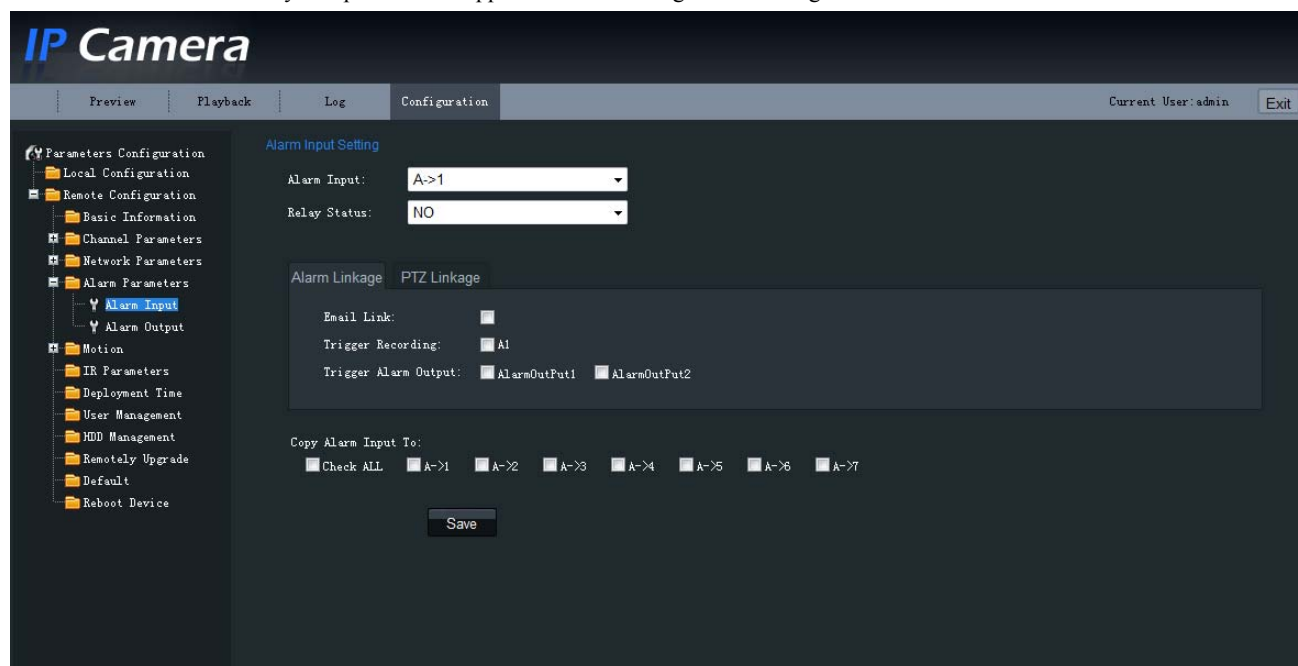 IP Camera
Preview Playback Log Configuration Current User:admin Exit
Parameters Configuration
Local Configuration
Remote Configuration
Basic Information
Channel Parameters
Network Parameters
Alarm Parameters
Alarm Input
Alarm Output
Motion
IR Parameters
Deployment Time
User Management
HDD Management
Remotely Upgrade
Default
Reboot Device
Alarm Input Setting
Alarm Input: A->1
Relay Status: NO
Alarm Linkage PTZ Linkage
Email Link:
Trigger Recording: A1
Trigger Alarm Output: AlarmOutPut1 AlarmOutPut2
Copy Alarm Input To:
Check ALL A->1 A->2 A->3 A->4 A->5 A->6 A->7
Save